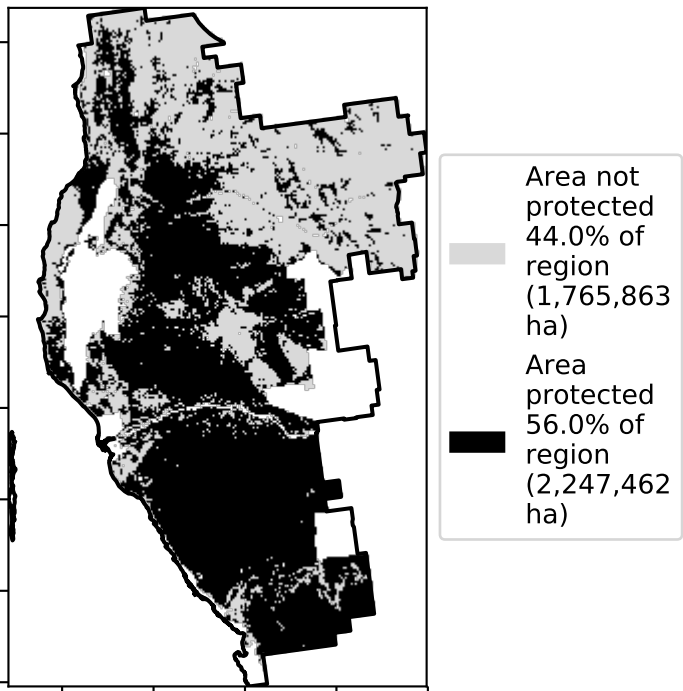 Area not
protected
44.0% of
region
(1,765,863
ha)
Area
protected
56.0% of
region
(2,247,462
ha)